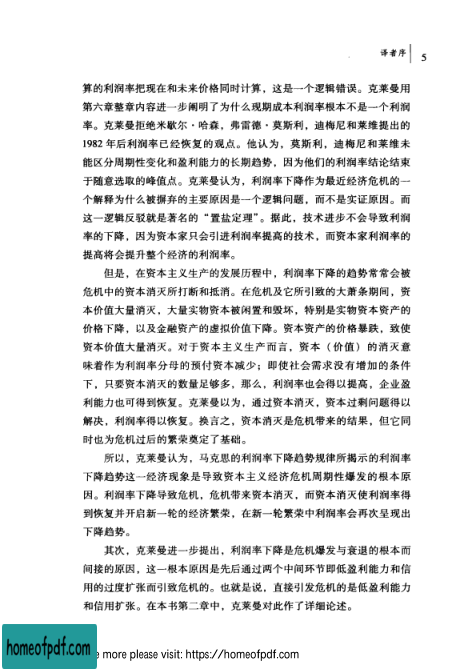 译者序 5
算的利润率把现在和未来价格同时计算，这是一个逻辑错误。克莱曼用
第六章整章内容进一步阐明了为什么现期成本利润率根本不是一个利润
率。克莱曼拒绝米歇尔·哈森，弗雷德·莫斯利，迪梅尼和莱维提出的
1982 年后利润率已经恢复的观点。他认为，莫斯利，迪梅尼和莱维未
能区分周期性变化和盈利能力的长期趋势，因为他们的利润率结论结束
于随意选取的峰值点。克莱曼认为，利润率下降作为最近经济危机的一
个解释为什么被摒弃的主要原因是一个逻辑问题，而不是实证原因。而
这一逻辑反驳就是著名的“置盐定理”。据此，技术进步不会导致利润
率的下降，因为资本家只会引进利润率提高的技术，而资本家利润率的
提高将会提升整个经济的利润率。
但是，在资本主义生产的发展历程中，利润率下降的趋势常常会被
危机中的资本消灭所打断和抵消。在危机及它所引致的大萧条期间，资
本价值大量消灭，大量实物资本被闲置和毁坏，特别是实物资本资产的
价格下降，以及金融资产的虚拟价值下降。资本资产的价格暴跌，致使
资本价值大量消灭。对于资本主义生产而言，资本（价值）的消灭意
味着作为利润率分母的预付资本减少；即使社会需求没有增加的条件
下，只要资本消灭的数量足够多，那么，利润率也会得以提高，企业盈
利能力也可得到恢复。克莱曼以为，通过资本消灭，资本过剩问题得以
解决，利润率得以恢复。换言之，资本消灭是危机带来的结果，但它同
时也为危机过后的繁荣奠定了基础。
所以，克莱曼认为，马克思的利润率下降趋势规律所揭示的利润率
下降趋势这一经济现象是导致资本主义经济危机周期性爆发的根本原
因。利润率下降导致危机，危机带来资本消灭，而资本消灭使利润率得
到恢复并开启新一轮的经济繁荣，在新一轮繁荣中利润率会再次呈现出
下降趋势。
其次，克莱曼进一步提出，利润率下降是危机爆发与衰退的根本而
间接的原因，这一根本原因是先后通过两个中间环节即低盈利能力和信
用的过度扩张而引致危机的。也就是说，直接引发危机的是低盈利能力
和信用扩张。在本书第二章中，克莱曼对此作了详细论述。
homeofpdf.com
more please visit: https://homeofpdf.com